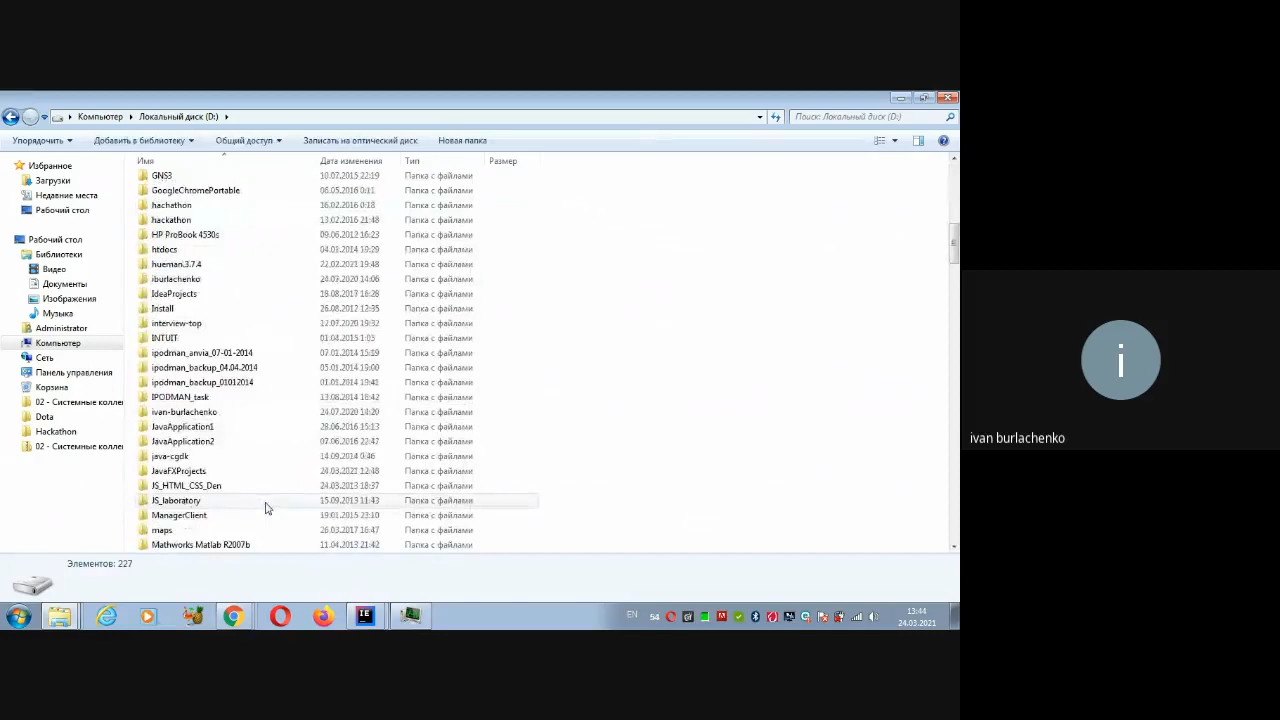 Компьютер Локальный диск (D:) Поиск: Локальный диск (D:)
Упорядочить Добавить в библиотеку Общий доступ Записать на оптический диск Новая папка
Избранное
Загрузки
Недавние места
Рабочий стол
Рабочий стол
Библиотеки
Видео
Документы
Изображения
Музыка
Administrator
Компьютер
Сеть
Панель управления
Корзина
02 - Системные колле
Dota
Hackathon
02 - Системные колле
Имя Дата изменения Тип Размер
GNS3 10.07.2015 22:19 Папка с файлами
GoogleChromePortable 06.05.2016 0:11 Папка с файлами
hachathon 16.02.2016 0:18 Папка с файлами
hackathon 13.02.2016 21:48 Папка с файлами
HP ProBook 4530s 09.06.2012 16:23 Папка с файлами
htdocs 04.01.2014 19:29 Папка с файлами
hueman.3.7.4 22.02.2021 19:48 Папка с файлами
iburlachenko 24.03.2020 14:06 Папка с файлами
IdeaProjects 18.08.2017 16:28 Папка с файлами
Install 26.08.2012 12:35 Папка с файлами
interview-top 12.07.2020 19:32 Папка с файлами
INTUIT 01.04.2015 1:03 Папка с файлами
ipodman_anvia_07-01-2014 07.01.2014 15:19 Папка с файлами
ipodman_backup_04.04.2014 05.01.2014 19:00 Папка с файлами
ipodman_backup_01012014 01.01.2014 19:41 Папка с файлами
IPODMAN_task 13.08.2014 16:42 Папка с файлами
ivan-burlachenko 24.07.2020 14:20 Папка с файлами
JavaApplication1 28.06.2016 15:13 Папка с файлами
JavaApplication2 07.06.2016 22:47 Папка с файлами
java-cgdk 14.09.2014 0:46 Папка с файлами
JavaFXProjects 24.03.2021 12:48 Папка с файлами
JS_HTML_CSS_Den 24.03.2013 18:37 Папка с файлами
JS_laboratory 15.09.2013 11:43 Папка с файлами
ManagerClient 19.01.2015 23:10 Папка с файлами
maps 26.03.2017 16:47 Папка с файлами
Mathworks Matlab R2007b 11.04.2013 21:42 Папка с файлами
Элементов: 227
EN 54 13:44
24.03.2021
i
ivan burlachenko